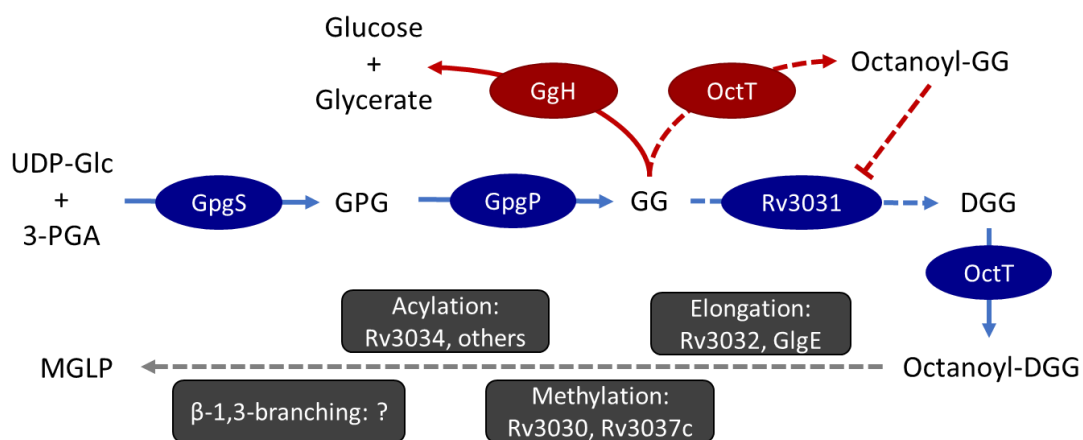 Glucose
+
Glycerate
GgH
OctT
Octanoyl-GG
UDP-Glc
+
3-PGA
GpgS
GPG
GpgP
GG
Rv3031
DGG
OctT
Acylation:
Rv3034, others
Elongation:
Rv3032, GlgE
MGLP
Octanoyl-DGG
β-1,3-branching: ?
Methylation:
Rv3030, Rv3037c